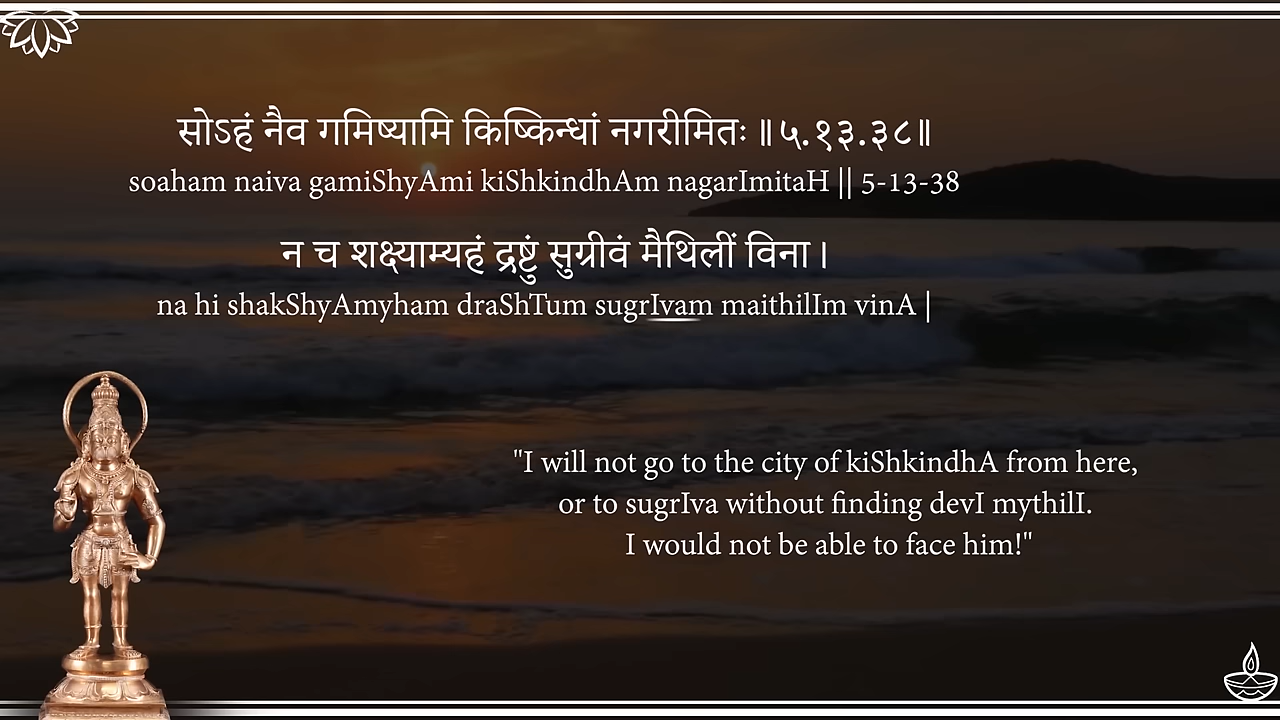 सोऽहं नैव गमिष्यामि किष्किन्धां नगरीमितः ॥५.१३.३८॥
soaham naiva gamiShyAmi kiShkindhAm nagarImitaH || 5-13-38
न च शक्ष्याम्यहं द्रष्टुं सुग्रीवं मैथिलीं विना ।
na hi shakShyAmyham draShTum sugrIvam maithilIm vinA |
"I will not go to the city of kiShkindhA from here,
or to sugrIva without finding devI mythilI.
I would not be able to face him!"